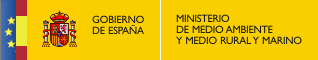 GOBIERNO
DE ESPAÑA
MINISTERIO
DE MEDIO AMBIENTE
Y MEDIO RURAL Y MARINO